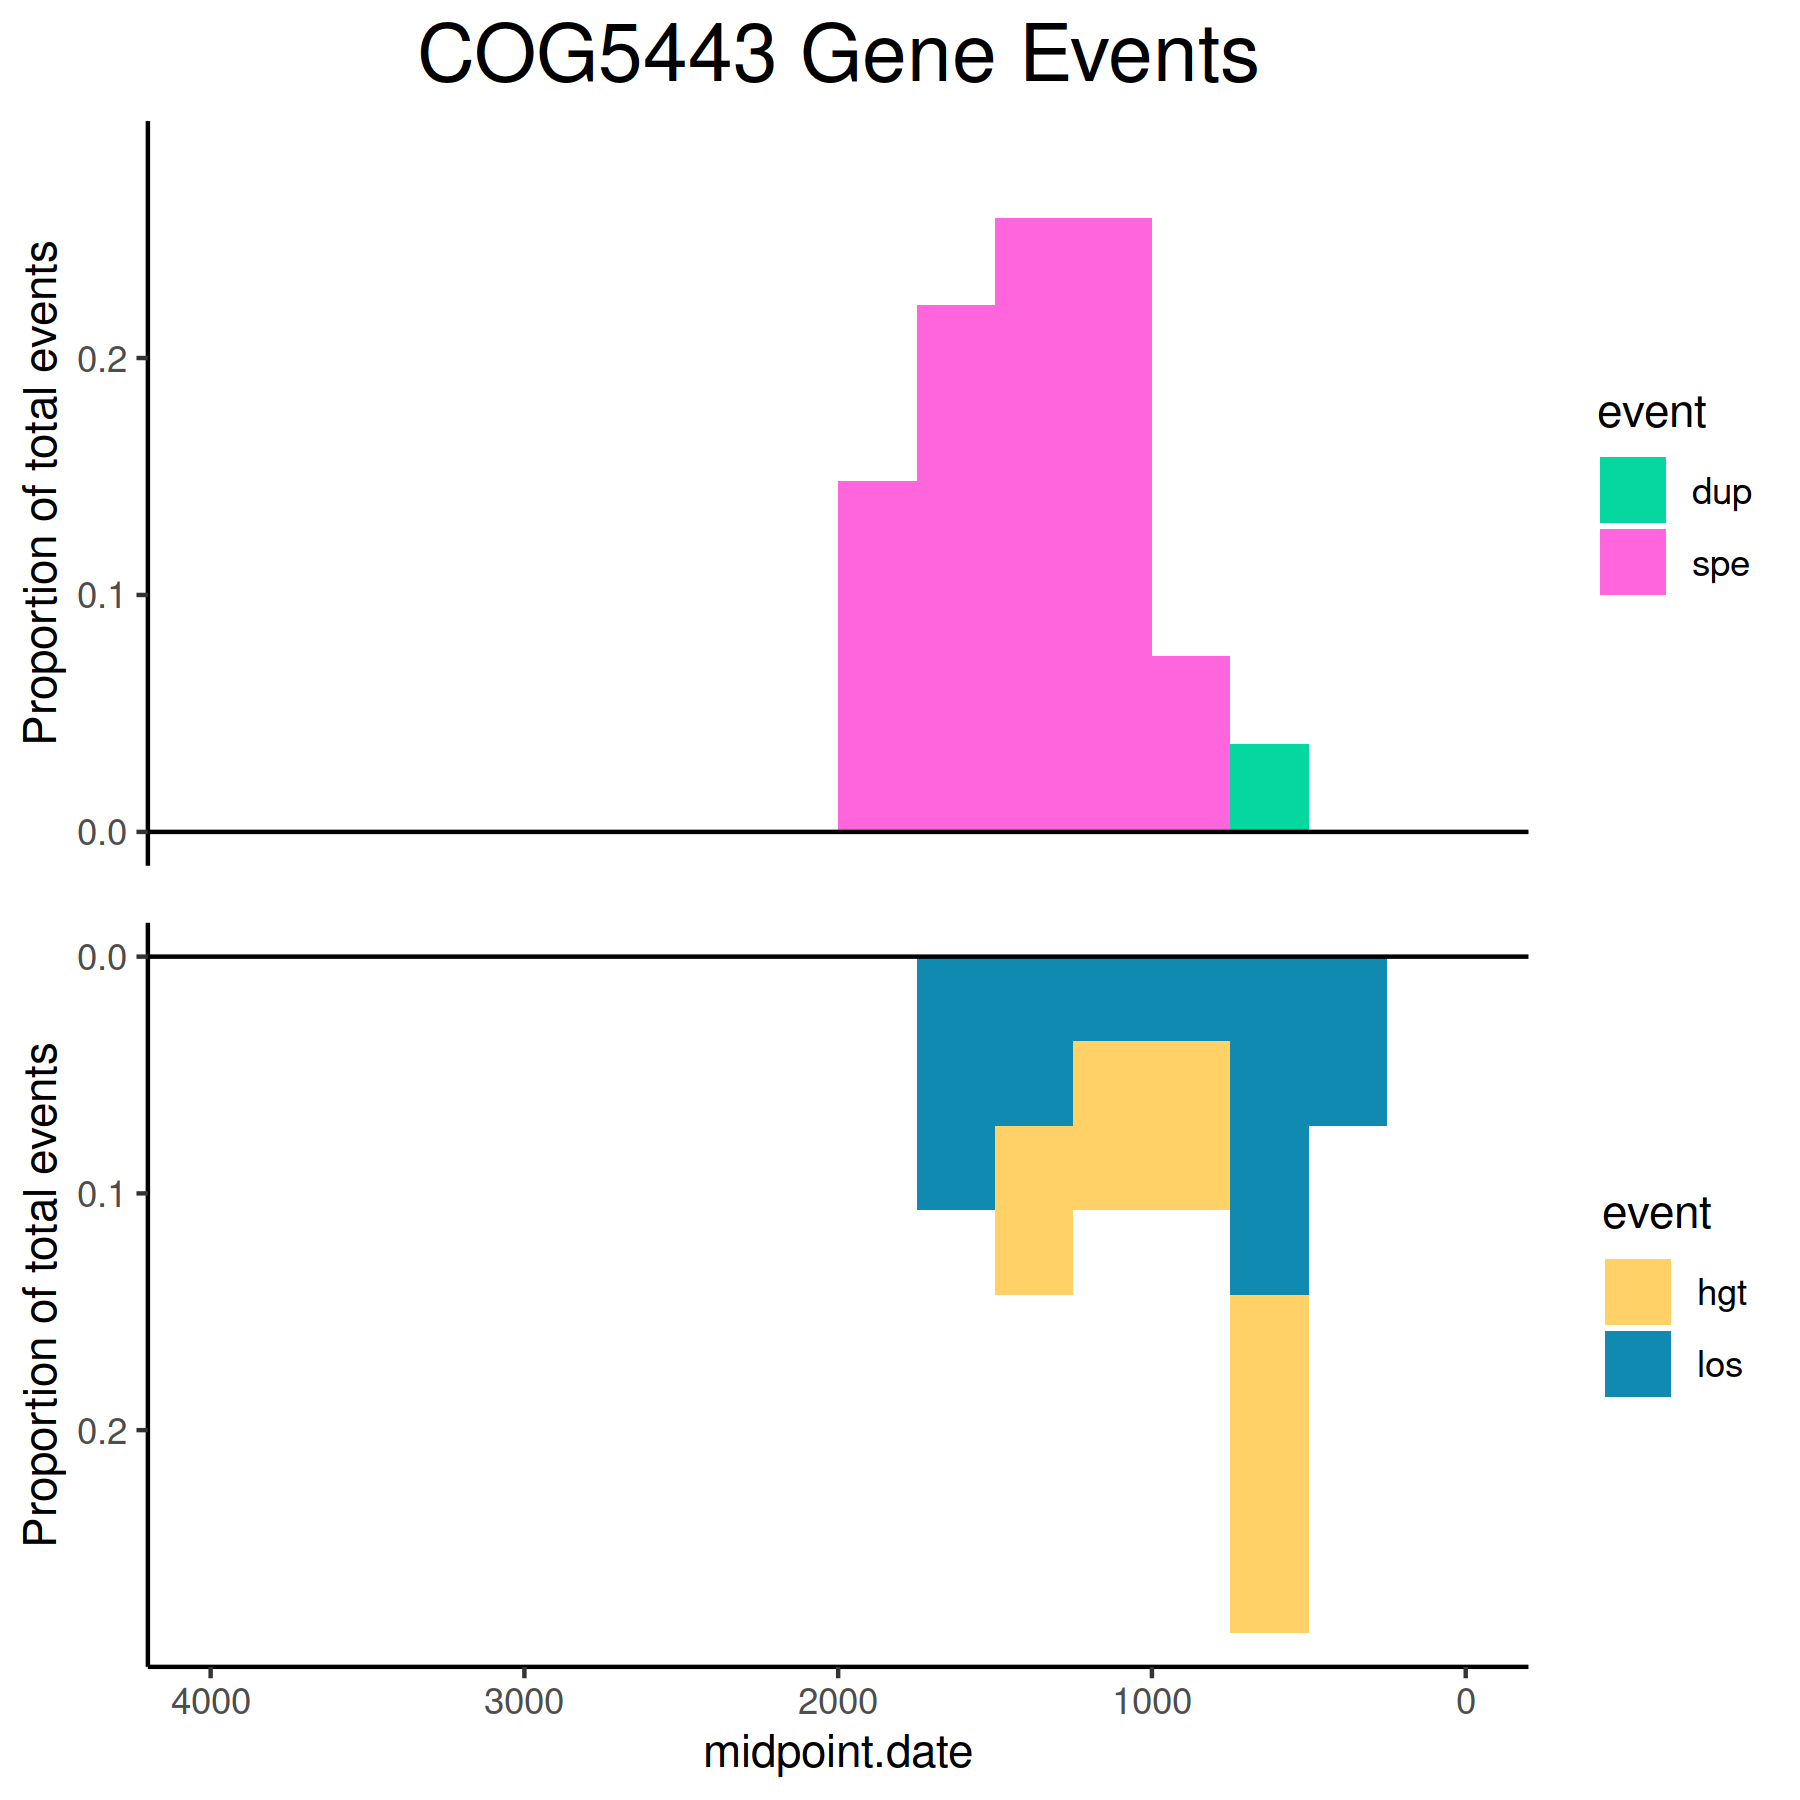 COG5443 Gene Events
Proportion of total events
0.2
0.1
0.0
event
dup
spe
Proportion of total events
0.0
0.1
0.2
event
hgt
los
4000 3000 2000 1000 0
midpoint.date